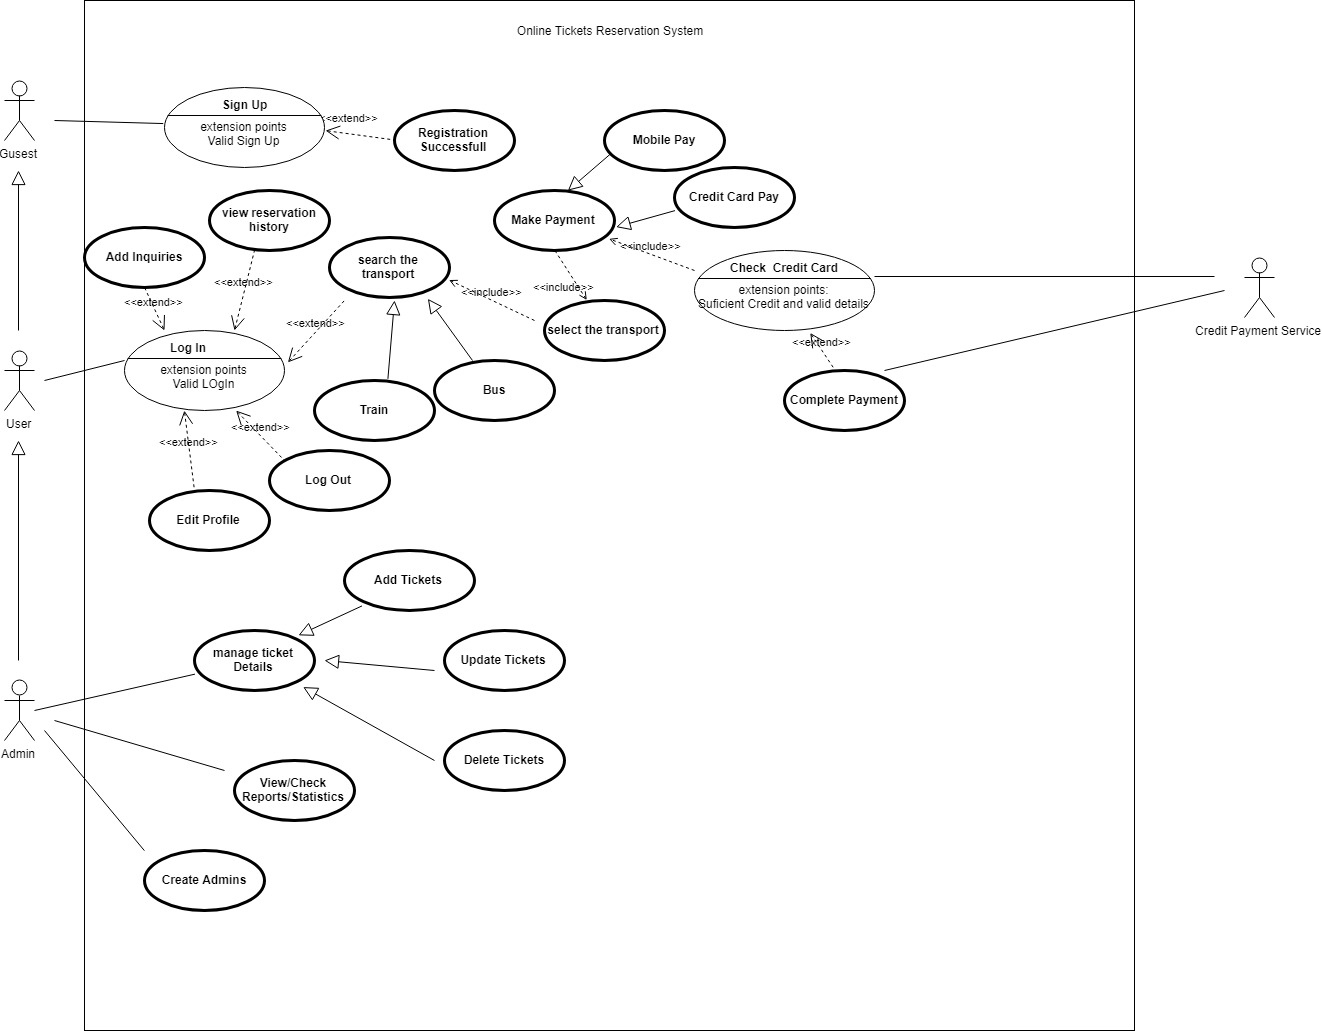 Online Tickets Reservation System
Gusest
Sign Up
extension points
Valid Sign Up
<<extend>>
Registration
Successfull
Mobile Pay
Credit Card Pay
Make Payment
view reservation
history
Add Inquiries
search the
transport
<<include>>
Check  Credit Card
extension points:
Suficient Credit and valid details
<<extend>>
<<extend>>
<<extend>>
<<include>>
<<include>>
select the transport
Credit Payment Service
<<extend>>
Log In
extension points
Valid LOgIn
User
Train
Bus
Complete Payment
<<extend>>
<<extend>>
Log Out
Edit Profile
Add Tickets
manage ticket
Details
Update Tickets
Admin
Delete Tickets
View/Check
Reports/Statistics
Create Admins